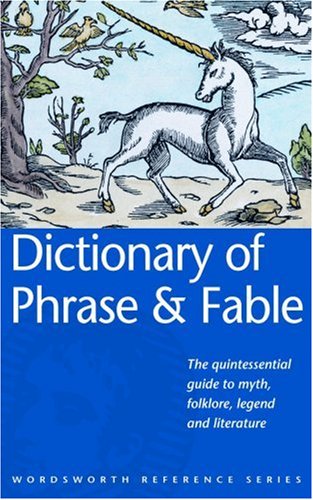 Dictionary of
Phrase & Fable
The quintessential
guide to myth,
folklore, legend
and literature
WORDSWORTH REFERENCE SERIES